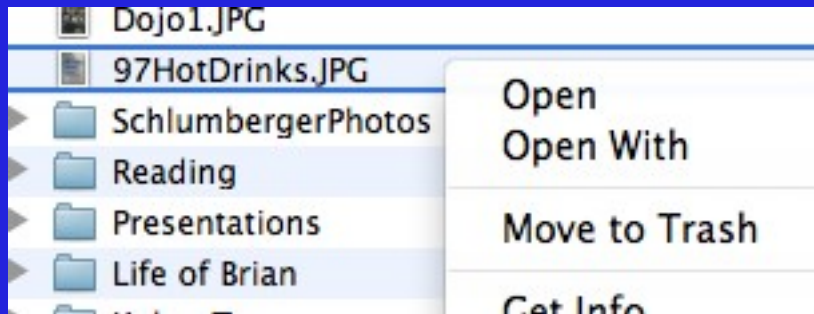 Dojo1.JPG
97HotDrinks.JPG
SchlumbergerPhotos
Reading
Presentations
Life of Brian
Open
Open With
Move to Trash
Get Info